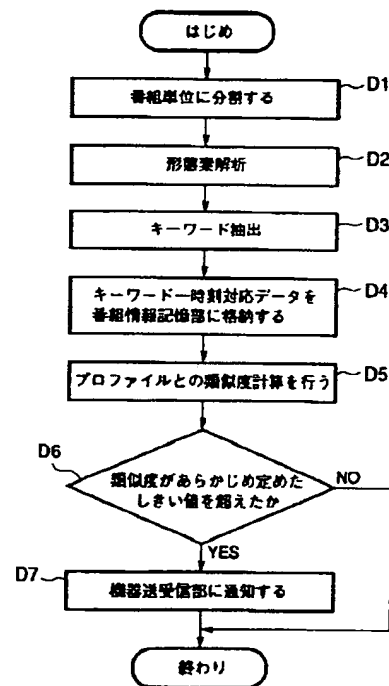 はじめ
番組単位に分割する
D1
形態素解析
D2
キーワード抽出
D3
キーワード一時刻対応データを
番組情報記憶部に格納する
D4
プロファイルとの類似度計算を行う
D5
D6
類似度があらかじめ定めた
しきい値を超えたか
NO
YES
D7
機器送受信部に通知する
終わり